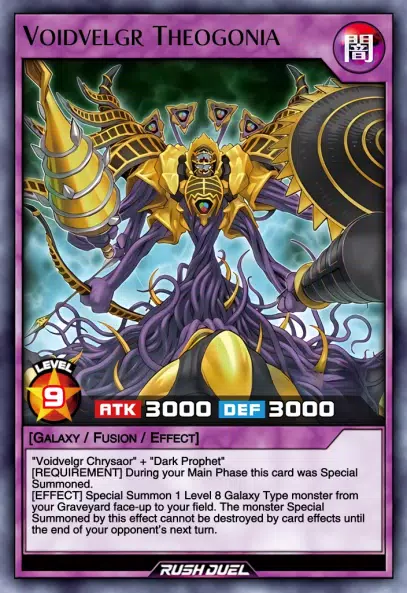 VOIDVELGR THEOGONIA
闇
LEVEL
9
ATK 3000 DEF 3000
[GALAXY / FUSION / EFFECT]
"Voidvelgr Chrysaor" + "Dark Prophet"
[REQUIREMENT] During your Main Phase this card was Special
Summoned.
[EFFECT] Special Summon 1 Level 8 Galaxy Type monster from
your Graveyard face-up to your field. The monster Special
Summoned by this effect cannot be destroyed by card effects until
the end of your opponent's next turn.
RUSH DUEL